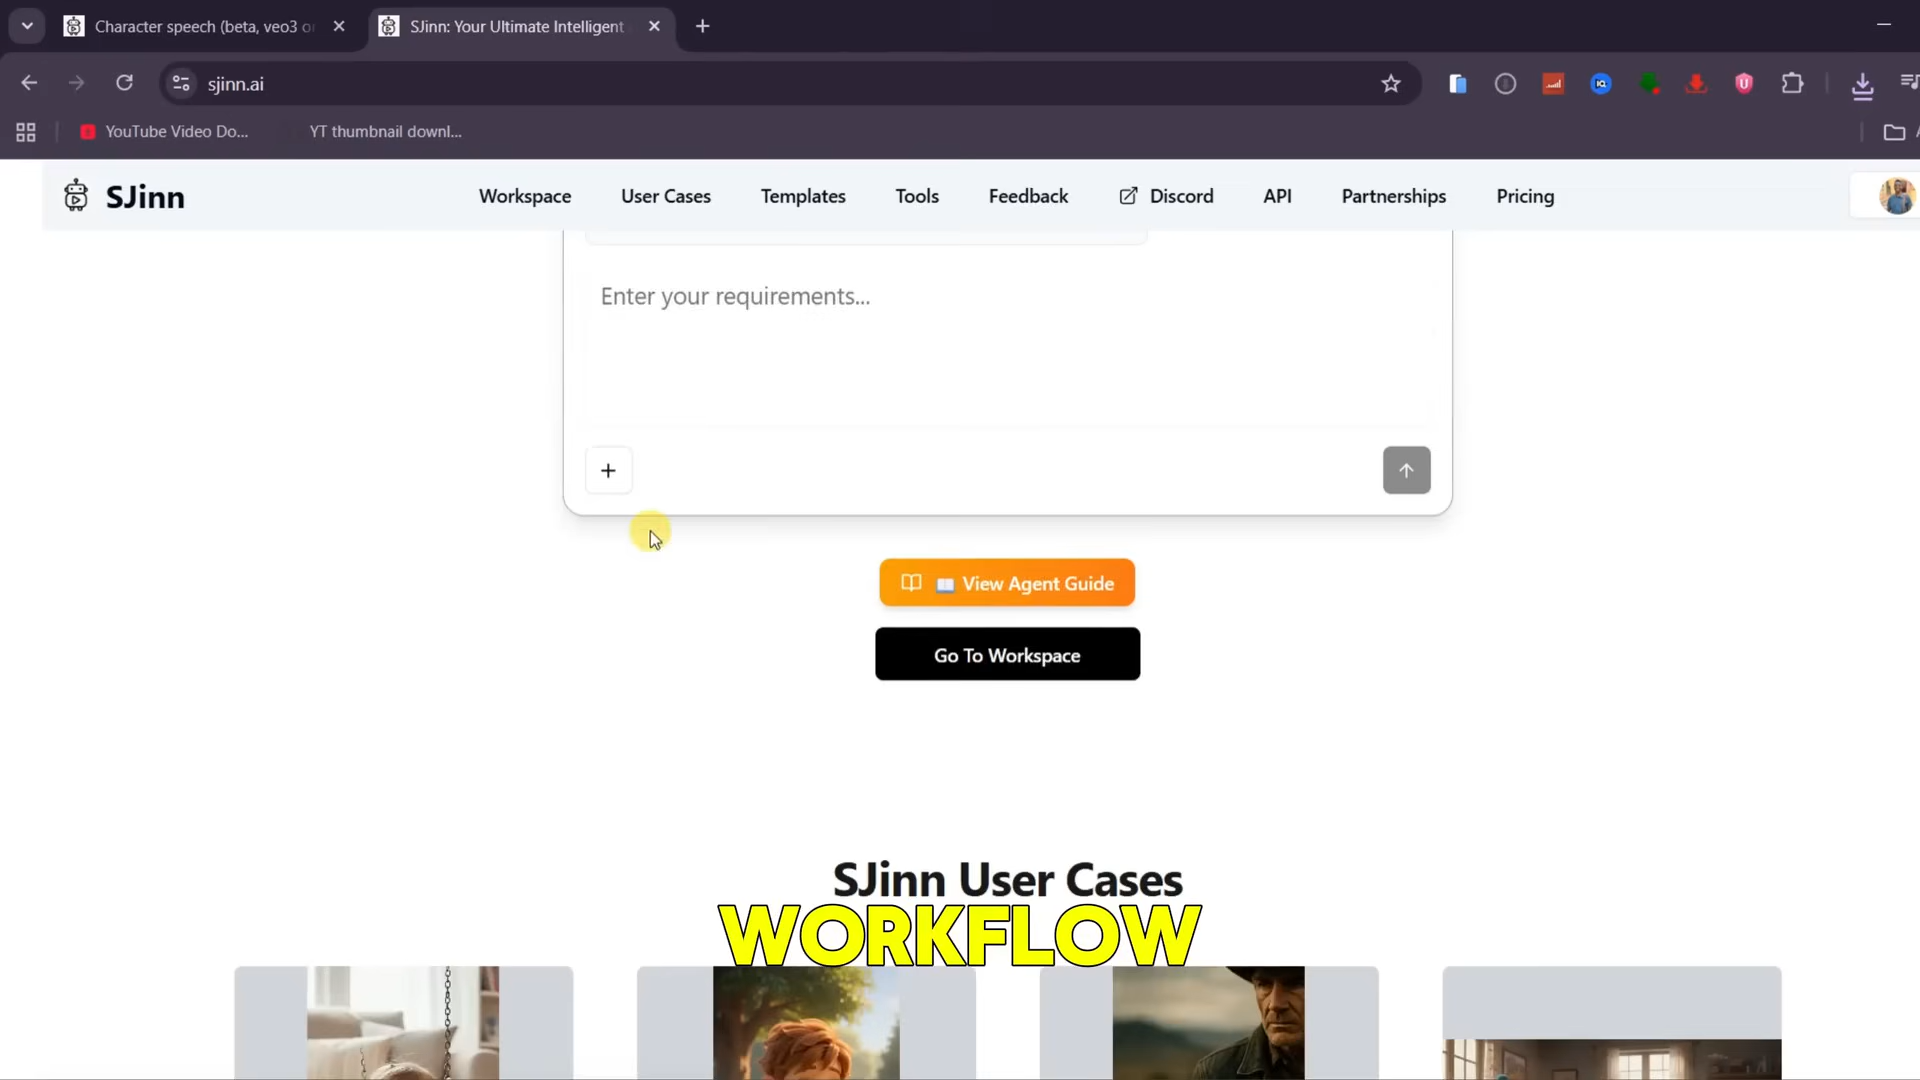 Character speech (beta, veo3 or
SJinn: Your Ultimate Intelligent
sjinn.ai
YouTube Video Do...
YT thumbnail downl...
SJinn
Workspace
User Cases
Templates
Tools
Feedback
Discord
API
Partnerships
Pricing
Enter your requirements...
View Agent Guide
Go To Workspace
SJinn User Cases
WORKFLOW